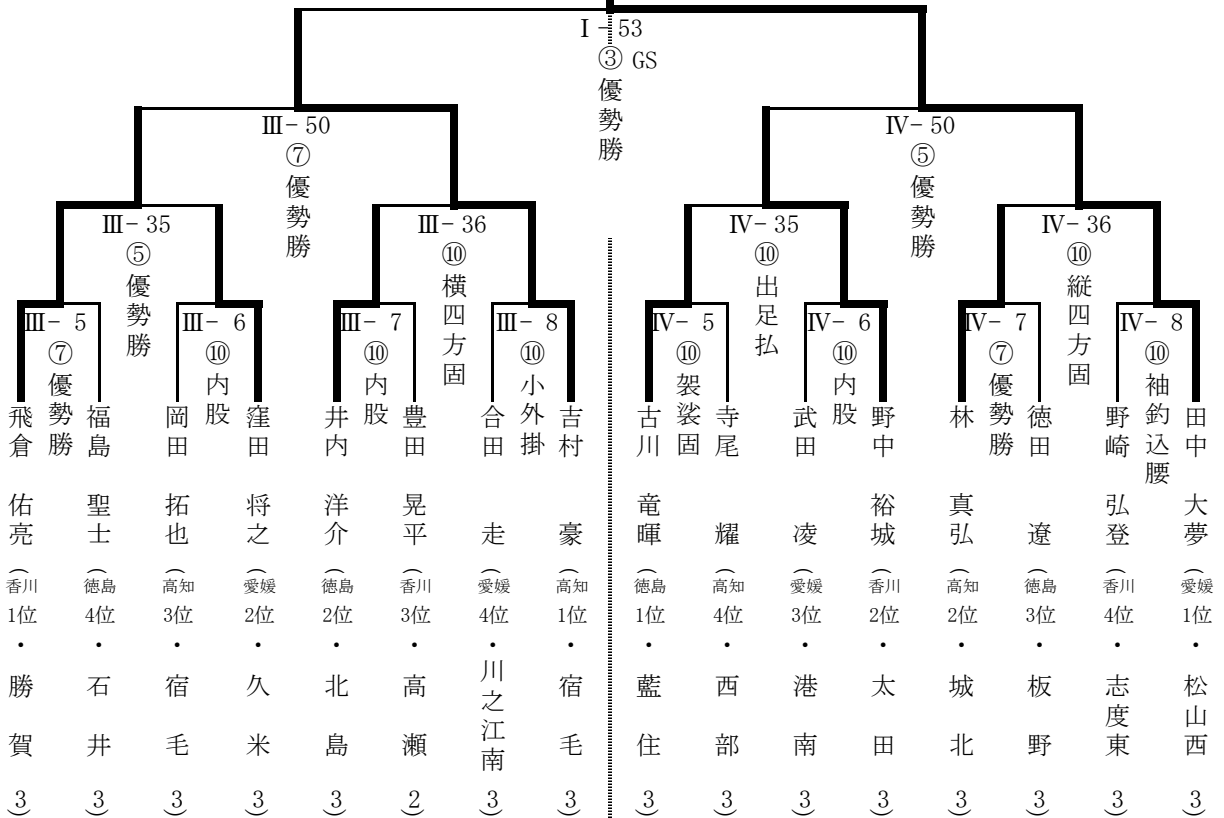 Ⅰ－53
③ GS
優勢勝
Ⅲ－50
⑦
優勢勝
Ⅳ－50
⑤
優勢勝
Ⅲ－35
⑤
優勢勝
Ⅲ－36
⑩
横四方固
Ⅳ－35
⑩
出足払
Ⅳ－36
⑩
縦四方固
Ⅲ－5
⑦
優勢勝
Ⅲ－6
⑩
内股
Ⅲ－7
⑩
内股
Ⅲ－8
⑩
小外掛
Ⅳ－5
⑩
袈裟固
Ⅳ－6
⑩
内股
Ⅳ－7
⑦
優勢勝
Ⅳ－8
⑩
袖釣込腰
飛倉 佑亮（香川1位・勝賀 3）
福島 聖士（徳島4位・石井 3）
岡田 拓也（高知3位・宿毛 3）
窪田 将之（愛媛2位・久米 3）
井内 洋介（徳島2位・北島 3）
豊田 晃平（香川3位・高瀬 2）
合田 走（愛媛4位・川之江南 3）
吉村 豪（高知1位・宿毛 3）
古川 竜暉（徳島1位・藍住 3）
寺尾 耀（高知4位・西部 3）
武田 凌（愛媛3位・港南 3）
野中 裕城（香川2位・太田 3）
林 真弘（高知2位・城北 3）
徳田 遼（徳島3位・板野 3）
野崎 弘登（香川4位・志度東 3）
田中 大夢（愛媛1位・松山西 3）